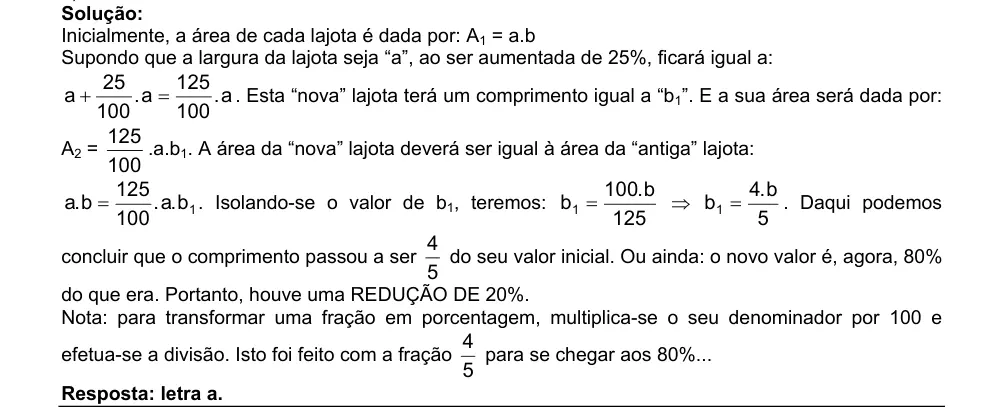 Solução:
Inicialmente, a área de cada lajota é dada por: A₁ = a.b
Supondo que a largura da lajota seja “a”, ao ser aumentada de 25%, ficará igual a:
a + 25/100 .a = 125/100 .a . Esta “nova” lajota terá um comprimento igual a “b₁”. E a sua área será dada por:
A₂ = 125/100 .a.b₁. A área da “nova” lajota deverá ser igual à área da “antiga” lajota:
a.b = 125/100 .a.b₁ . Isolando-se o valor de b₁, teremos: b₁ = 100.b/125 ⇒ b₁ = 4.b/5 . Daqui podemos
concluir que o comprimento passou a ser 4/5 do seu valor inicial. Ou ainda: o novo valor é, agora, 80%
do que era. Portanto, houve uma REDUÇÃO DE 20%.
Nota: para transformar uma fração em porcentagem, multiplica-se o seu denominador por 100 e
efetua-se a divisão. Isto foi feito com a fração 4/5 para se chegar aos 80%...
Resposta: letra a.